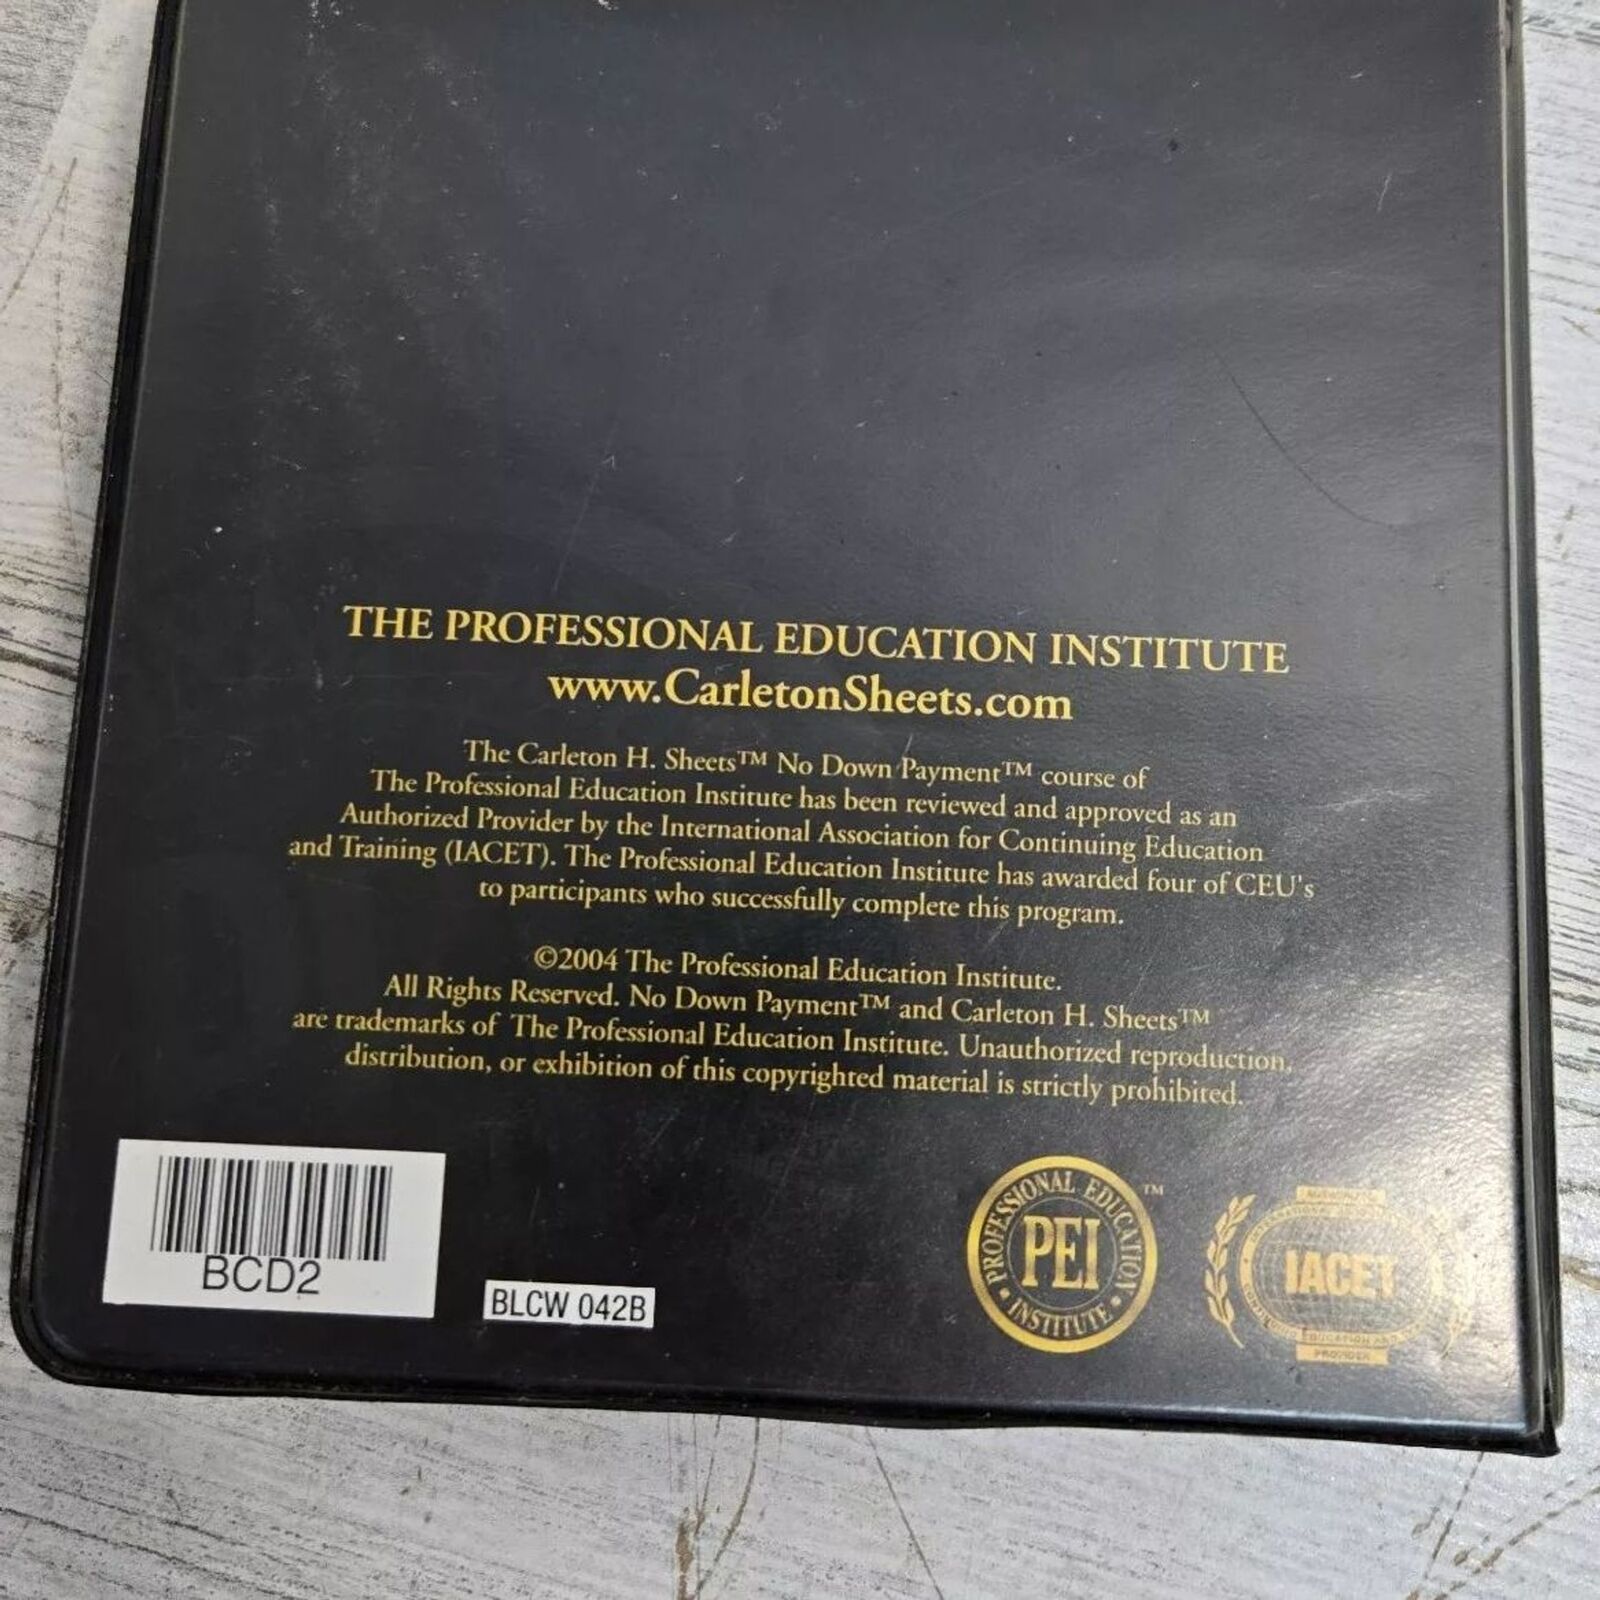 THE PROFESSIONAL EDUCATION INSTITUTE
www.CarletonSheets.com
The Carleton H. Sheets™ No Down Payment™ course of
The Professional Education Institute has been reviewed and approved as an
Authorized Provider by the International Association for Continuing Education
and Training (IACET). The Professional Education Institute has awarded four of CEU's
to participants who successfully complete this program.
©2004 The Professional Education Institute.
All Rights Reserved. No Down Payment™ and Carleton H. Sheets™
are trademarks of The Professional Education Institute. Unauthorized reproduction,
distribution, or exhibition of this copyrighted material is strictly prohibited.
BCD2
BLCW 042B
PROFESSIONAL EDUCATION
PEI
INSTITUTE
TM
IACET
EDUCATION AND
PROVIDER